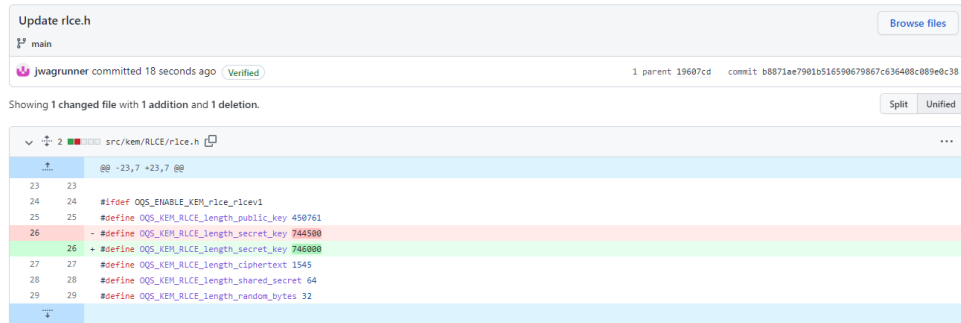 Update rlce.h
Browse files
main
jwagrunner committed 18 seconds ago Verified
1 parent 19607cd commit b8871ae7901b516590679867c636408c089e0c38
Showing 1 changed file with 1 addition and 1 deletion.
Split Unified
2 src/kem/RLCE/rlce.h
@@ -23,7 +23,7 @@
23 23
24 24 #ifdef OQS_ENABLE_KEM_rlce_rlcev1
25 25 #define OQS_KEM_RLCE_length_public_key 450761
26 - #define OQS_KEM_RLCE_length_secret_key 744500
26 + #define OQS_KEM_RLCE_length_secret_key 746000
27 27 #define OQS_KEM_RLCE_length_ciphertext 1545
28 28 #define OQS_KEM_RLCE_length_shared_secret 64
29 29 #define OQS_KEM_RLCE_length_random_bytes 32